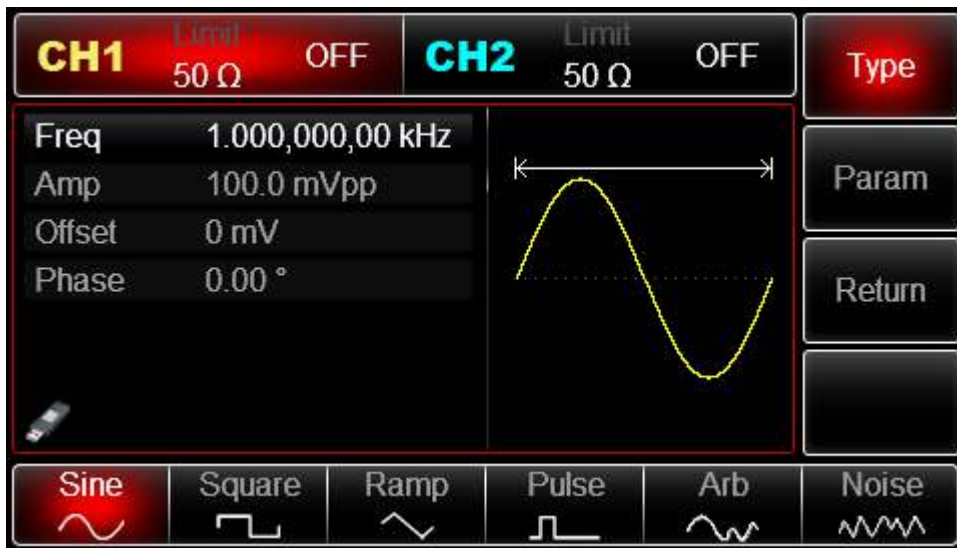 CH1 Limit 50 Ω OFF
CH2 Limit 50 Ω OFF
Type
Freq 1.000,000,00 kHz
Amp 100.0 mVpp
Offset 0 mV
Phase 0.00 °
Param
Return
Sine Square Ramp Pulse Arb Noise